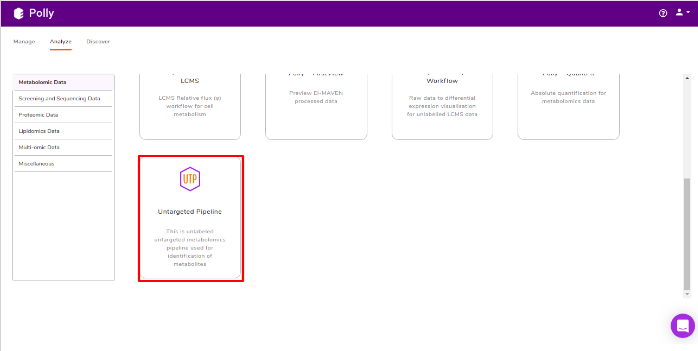 Polly
Manage Analyze Discover
Metabolomic Data
Screening and Sequencing Data
Proteomic Data
Lipidomics Data
Multi-omic Data
Miscellaneous
LCMS
LCMS Relative flux (φ)
workflow for cell
metabolism
Preview El-MAVEN
processed data
Workflow
Raw data to differential
expression visualisation
for unlabelled LCMS data
Absolute quantification for
metabolomics data
UTP
Untargeted Pipeline
This is unlabeled
untargeted metabolomics
pipeline used for
identification of
metabolites